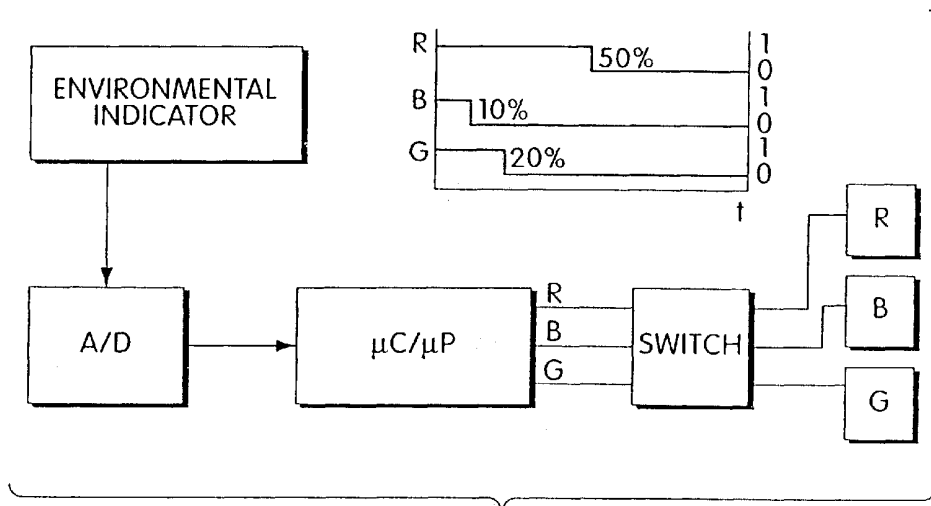 ENVIRONMENTAL
INDICATOR
R
50%
1
0
B
10%
1
0
G
20%
1
0
t
A/D
μC/μP
R
B
G
SWITCH
R
B
G